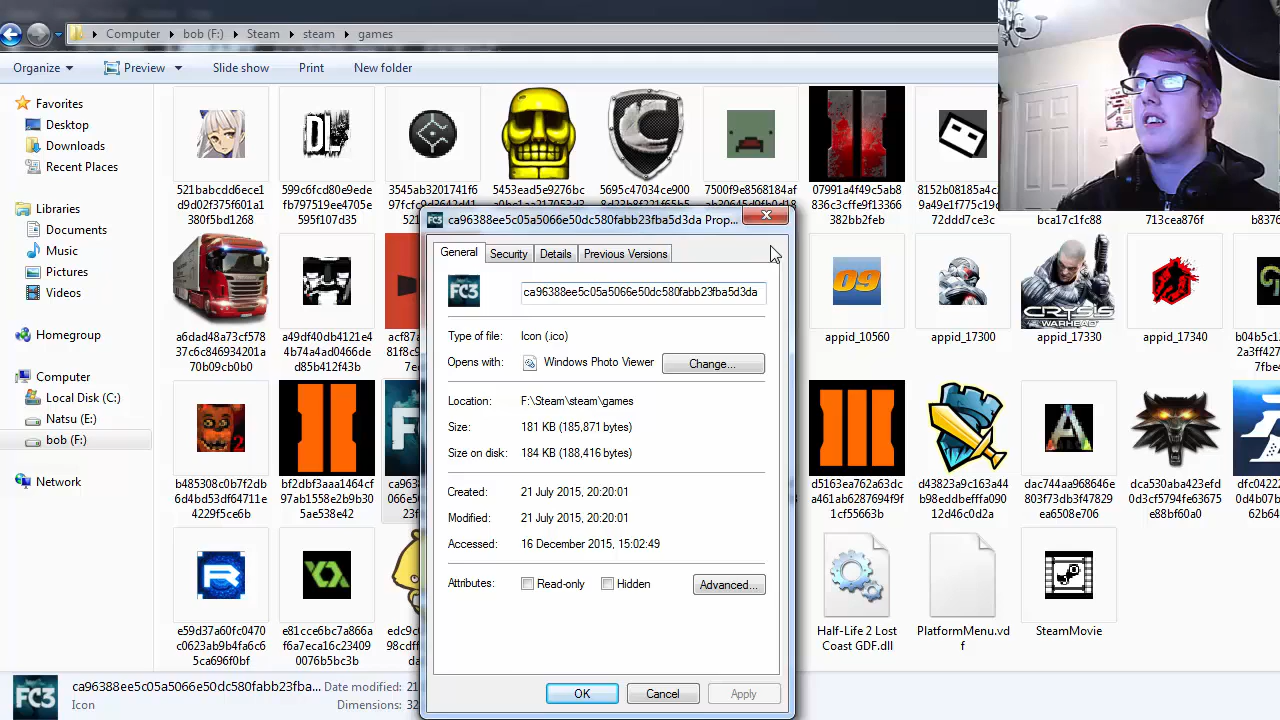 Computer bob (F:) Steam steam games
Organize Preview Slide show Print New folder
Favorites
Desktop
Downloads
Recent Places
Libraries
Documents
Music
Pictures
Videos
Homegroup
Computer
Local Disk (C:)
Natsu (E:)
bob (F:)
Network
521babcdd6ece1
d9d02f375f601a1
380f5bd1268
599c6fcd80e9ede
fb797519ee4705e
595f107d35
07991a4f49c5ab8
836c3cffe9f13366
382bb2feb
bca17c1fc88
713cea876f
a6dad48a73cf578
37c6c846934201a
70b09cb0b0
a49df40db4121e4
4b74a4ad0466de
d85b412f43b
appid_10560
appid_17300
appid_17330
CRYSIS
WARHEAD
appid_17340
b485308c0b7f2db
6d4bd53df64711e
4229f5ce6b
bf2dbf3aaa1464cf
97ab1558e2b9b30
5ae538e42
d5163ea762a63dc
a461ab6287694f9f
1cf55663b
d43823a9c163a44
b98eddbefffa090
12d46c0d2a
dac744aa968646e
803f73db3f47829
ea6508e706
dca530aba423efd
0d3cf5794fe63675
e88bf60a0
e59d37a60fc0470
c0623ab9b4f4a6c
5ca696f0bf
e81cce6bc7a866a
f6a7eca16c23409
0076b5bc3b
Half-Life 2 Lost
Coast GDF.dll
PlatformMenu.vd
f
SteamMovie
ca96388ee5c05a5066e50dc580fabb23fba5d3da Prop...
General Security Details Previous Versions
FC3
ca96388ee5c05a5066e50dc580fabb23fba5d3da
Type of file: Icon (.ico)
Opens with: Windows Photo Viewer Change...
Location: F:\Steam\steam\games
Size: 181 KB (185,871 bytes)
Size on disk: 184 KB (188,416 bytes)
Created: 21 July 2015, 20:20:01
Modified: 21 July 2015, 20:20:01
Accessed: 16 December 2015, 15:02:49
Attributes: Read-only Hidden Advanced...
OK Cancel Apply
FC3
ca96388ee5c05a5066e50dc580fabb23fba... Date modified: 21
Icon Dimensions: 32